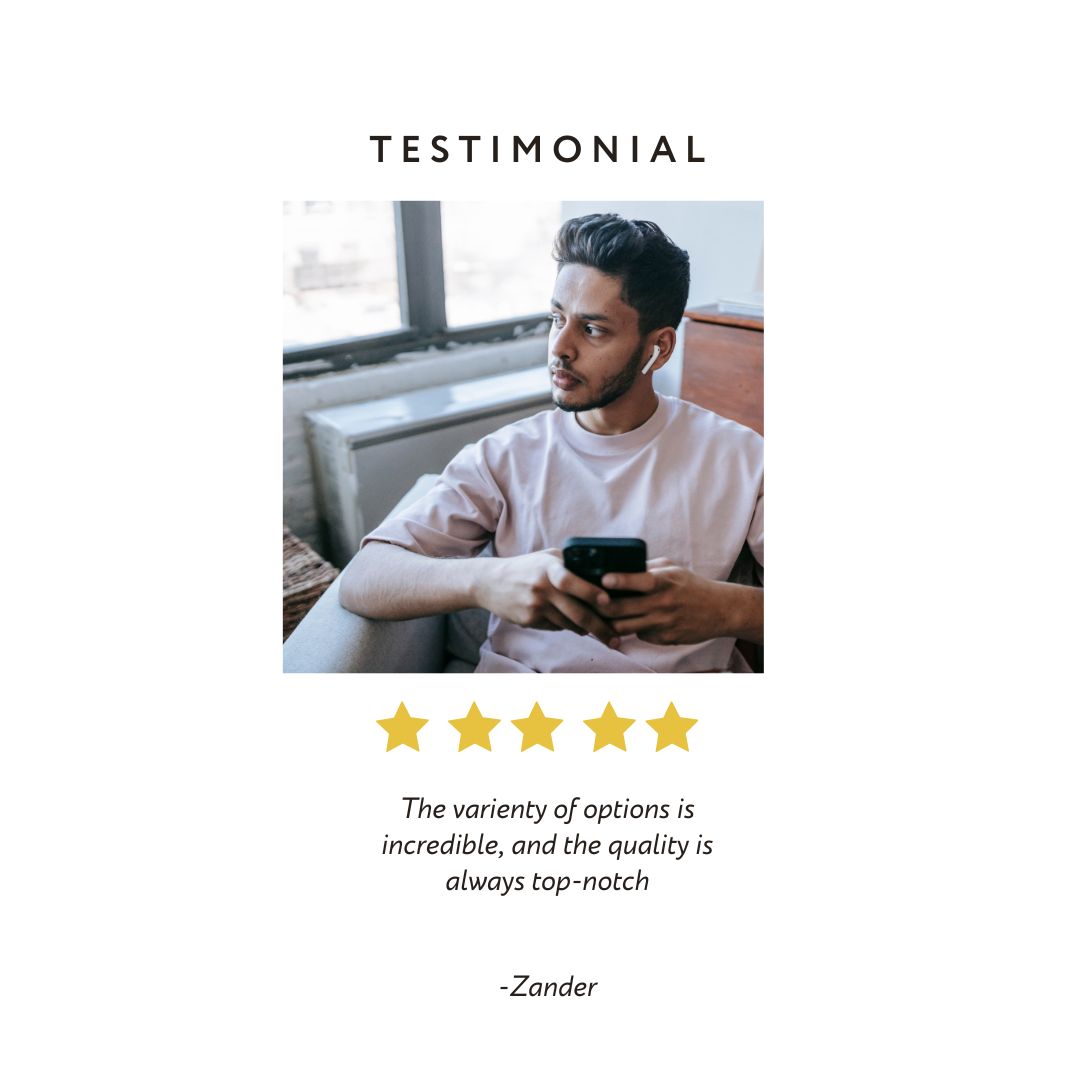 TESTIMONIAL
The varienty of options is
incredible, and the quality is
always top-notch
-Zander